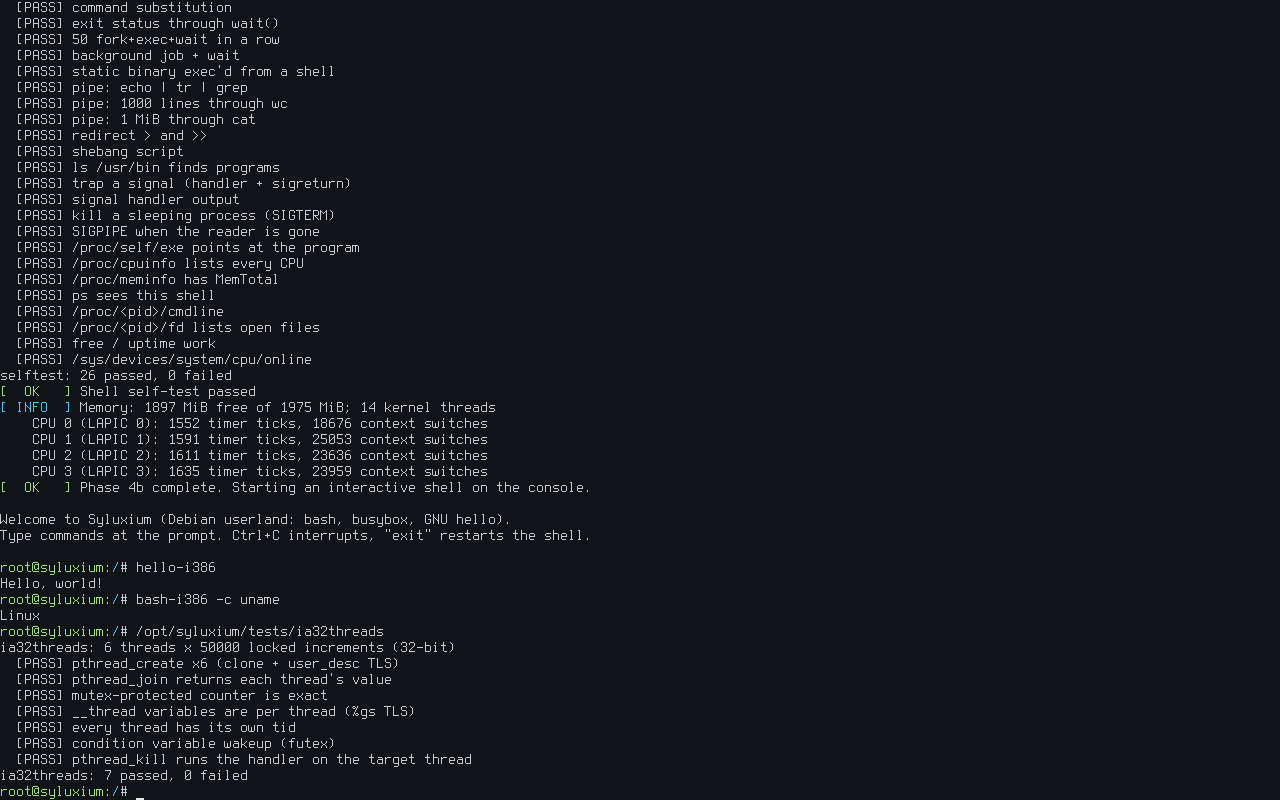 [PASS] command substitution
[PASS] exit status through wait()
[PASS] 50 fork+exec+wait in a row
[PASS] background job + wait
[PASS] static binary exec'd from a shell
[PASS] pipe: echo | tr | grep
[PASS] pipe: 1000 lines through wc
[PASS] pipe: 1 MiB through cat
[PASS] redirect > and >>
[PASS] shebang script
[PASS] ls /usr/bin finds programs
[PASS] trap a signal (handler + sigreturn)
[PASS] signal handler output
[PASS] kill a sleeping process (SIGTERM)
[PASS] SIGPIPE when the reader is gone
[PASS] /proc/self/exe points at the program
[PASS] /proc/cpuinfo lists every CPU
[PASS] /proc/meminfo has MemTotal
[PASS] ps sees this shell
[PASS] /proc/<pid>/cmdline
[PASS] /proc/<pid>/fd lists open files
[PASS] free / uptime work
[PASS] /sys/devices/system/cpu/online
selftest: 26 passed, 0 failed
[  OK   ] Shell self-test passed
[ INFO  ] Memory: 1897 MiB free of 1975 MiB; 14 kernel threads
CPU 0 (LAPIC 0): 1552 timer ticks, 18676 context switches
CPU 1 (LAPIC 1): 1591 timer ticks, 25053 context switches
CPU 2 (LAPIC 2): 1611 timer ticks, 23636 context switches
CPU 3 (LAPIC 3): 1635 timer ticks, 23959 context switches
[  OK   ] Phase 4b complete. Starting an interactive shell on the console.
Welcome to Syluxium (Debian userland: bash, busybox, GNU hello).
Type commands at the prompt. Ctrl+C interrupts, "exit" restarts the shell.
root@syluxium:/# hello-i386
Hello, world!
root@syluxium:/# bash-i386 -c uname
Linux
root@syluxium:/# /opt/syluxium/tests/ia32threads
ia32threads: 6 threads x 50000 locked increments (32-bit)
[PASS] pthread_create x6 (clone + user_desc TLS)
[PASS] pthread_join returns each thread's value
[PASS] mutex-protected counter is exact
[PASS] __thread variables are per thread (%gs TLS)
[PASS] every thread has its own tid
[PASS] condition variable wakeup (futex)
[PASS] pthread_kill runs the handler on the target thread
ia32threads: 7 passed, 0 failed
root@syluxium:/#